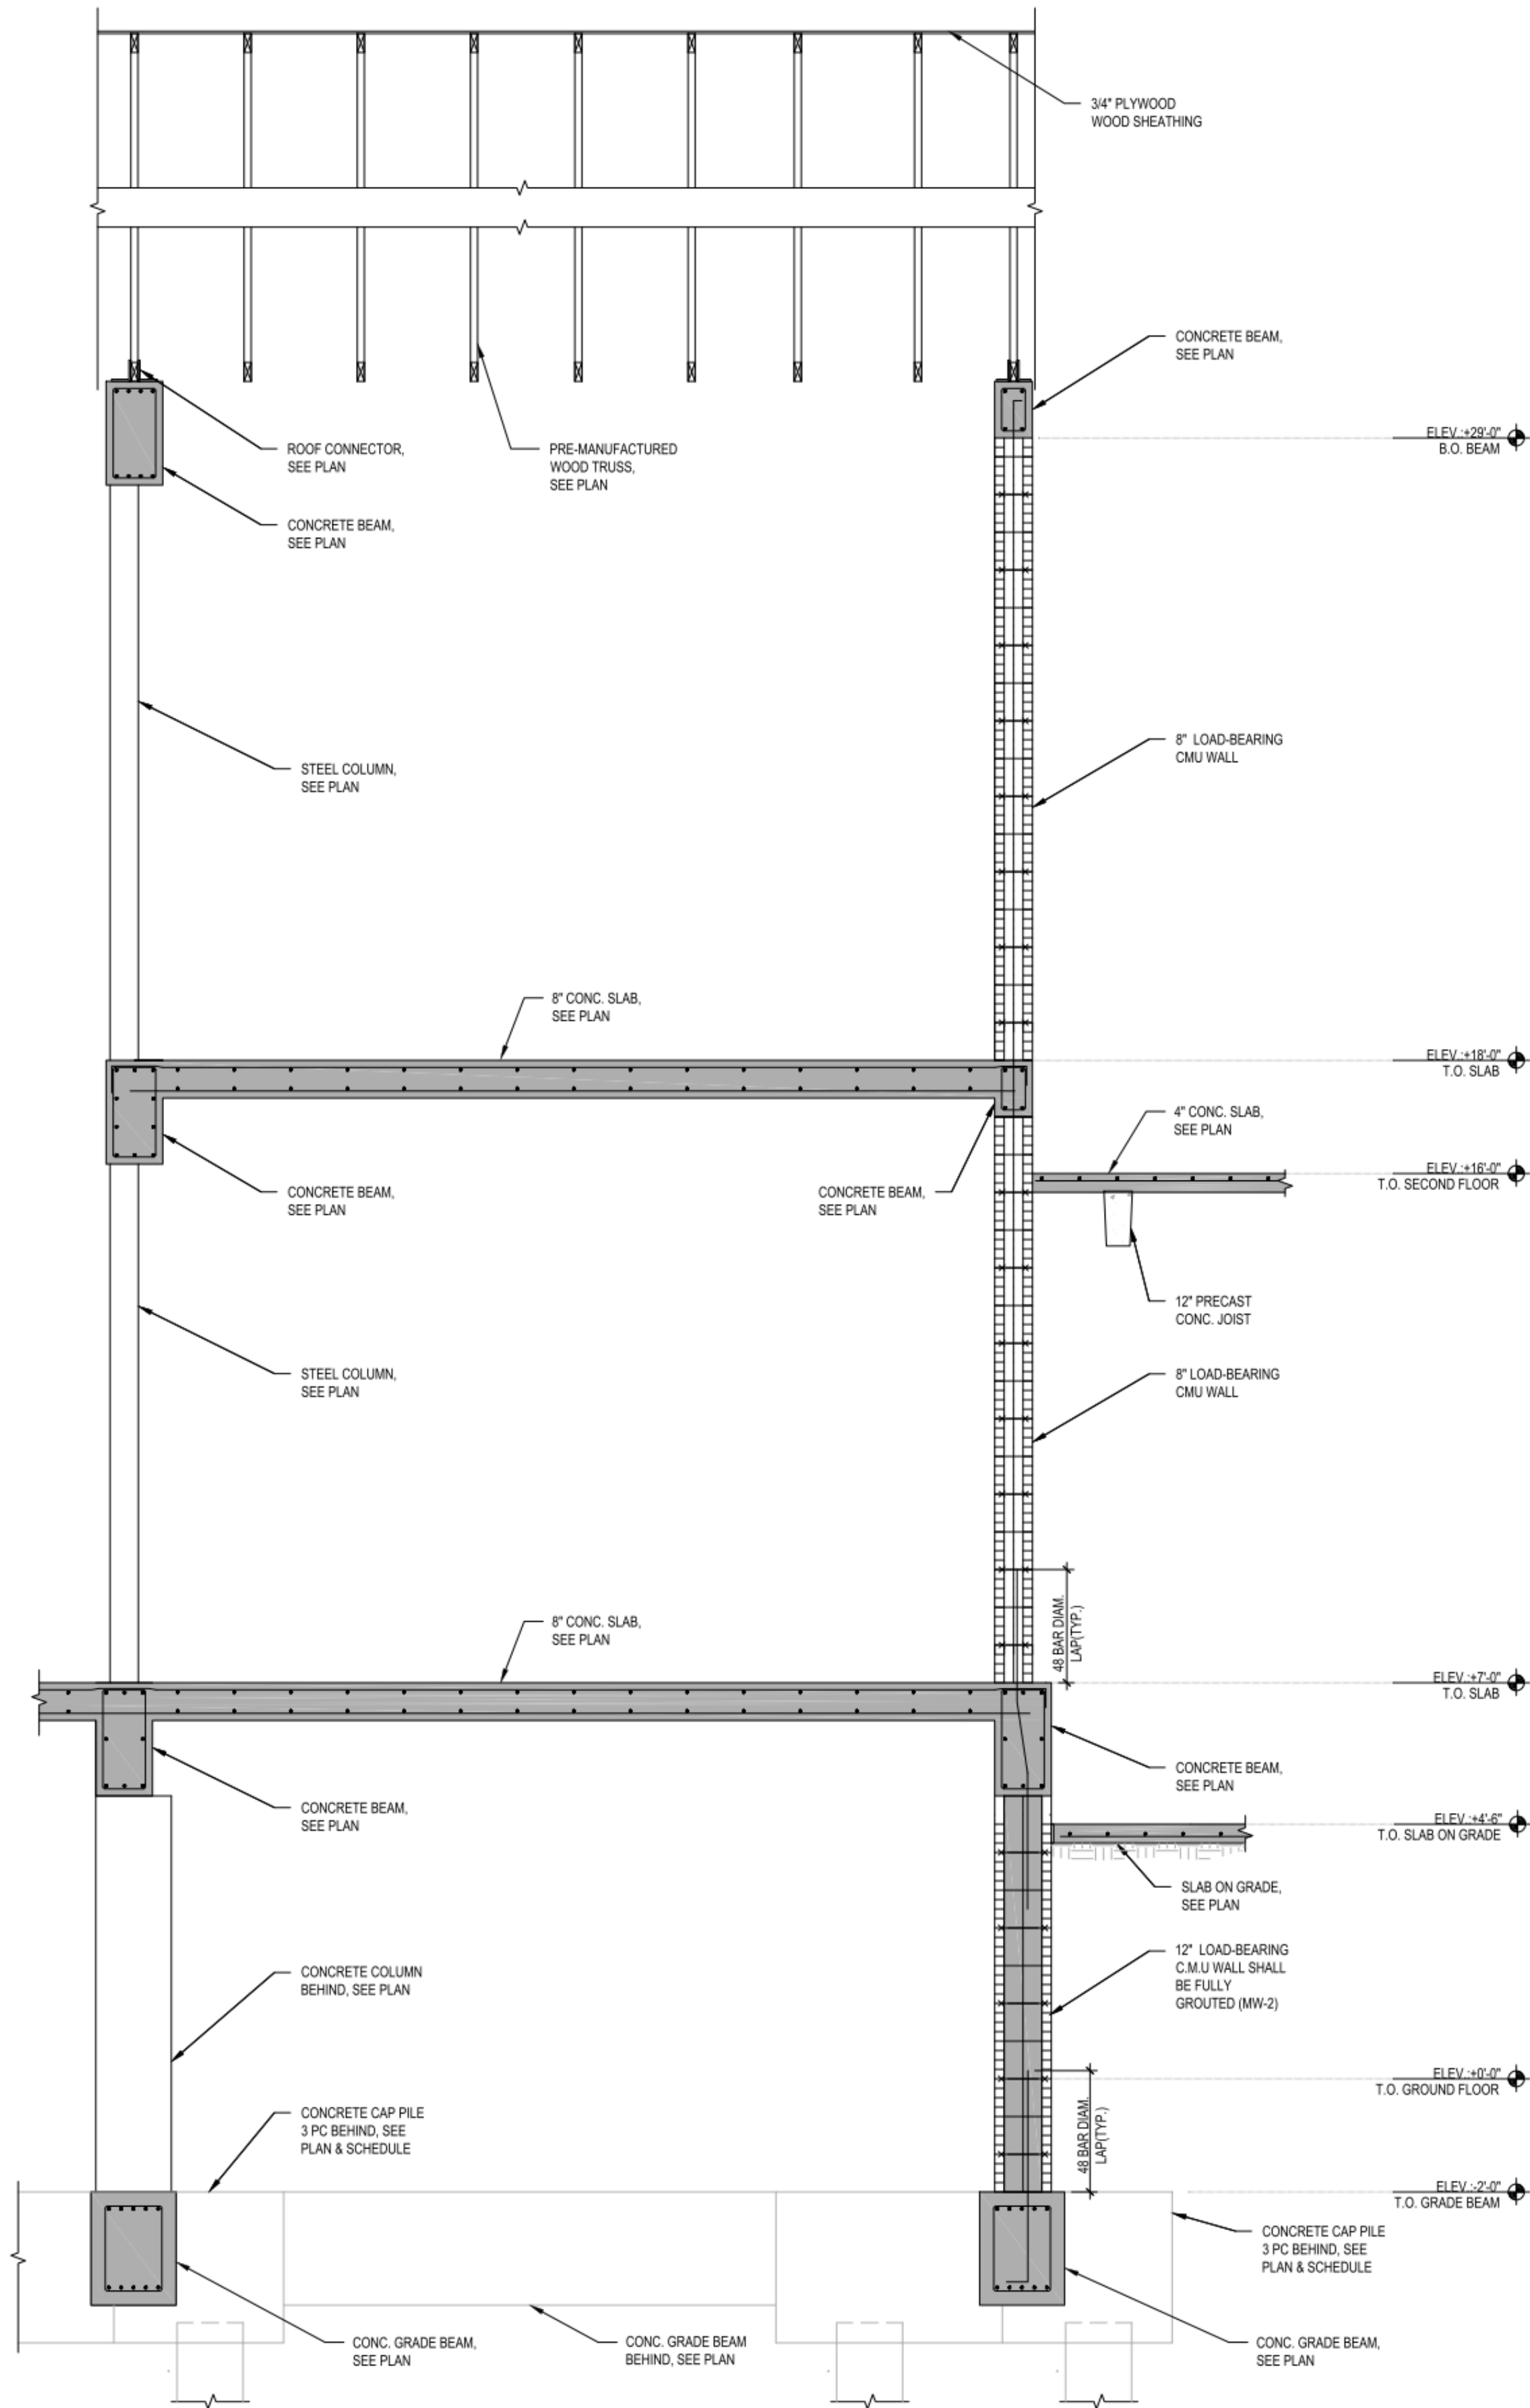 3/4" PLYWOOD
WOOD SHEATHING
CONCRETE BEAM,
SEE PLAN
ELEV.:+29'-0"
B.O. BEAM
ROOF CONNECTOR,
SEE PLAN
PRE-MANUFACTURED
WOOD TRUSS,
SEE PLAN
CONCRETE BEAM,
SEE PLAN
8" LOAD-BEARING
CMU WALL
STEEL COLUMN,
SEE PLAN
8" CONC. SLAB,
SEE PLAN
ELEV.:+18'-0"
T.O. SLAB
4" CONC. SLAB,
SEE PLAN
ELEV.:+16'-0"
T.O. SECOND FLOOR
CONCRETE BEAM,
SEE PLAN
CONCRETE BEAM,
SEE PLAN
12" PRECAST
CONC. JOIST
STEEL COLUMN,
SEE PLAN
8" LOAD-BEARING
CMU WALL
48 BAR DIAM.
LAP(TYP.)
8" CONC. SLAB,
SEE PLAN
ELEV.:+7'-0"
T.O. SLAB
CONCRETE BEAM,
SEE PLAN
CONCRETE BEAM,
SEE PLAN
ELEV.:+4'-6"
T.O. SLAB ON GRADE
SLAB ON GRADE,
SEE PLAN
12" LOAD-BEARING
C.M.U WALL SHALL
BE FULLY
GROUTED (MW-2)
CONCRETE COLUMN
BEHIND, SEE PLAN
ELEV.:+0'-0"
T.O. GROUND FLOOR
48 BAR DIAM.
LAP(TYP.)
CONCRETE CAP PILE
3 PC BEHIND, SEE
PLAN & SCHEDULE
ELEV.:-2'-0"
T.O. GRADE BEAM
CONCRETE CAP PILE
3 PC BEHIND, SEE
PLAN & SCHEDULE
CONC. GRADE BEAM,
SEE PLAN
CONC. GRADE BEAM
BEHIND, SEE PLAN
CONC. GRADE BEAM,
SEE PLAN